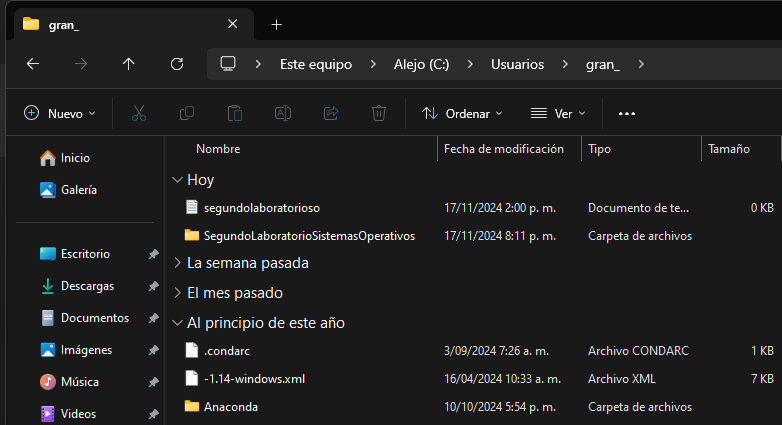 gran_
Este equipo > Alejo (C:) > Usuarios > gran_ >
Nuevo Ordenar Ver ...
Inicio
Galería
Escritorio
Descargas
Documentos
Imágenes
Música
Videos
Nombre Fecha de modificación Tipo Tamaño
Hoy
segundolaboratorioso 17/11/2024 2:00 p. m. Documento de te... 0 KB
SegundoLaboratorioSistemasOperativos 17/11/2024 8:11 p. m. Carpeta de archivos
La semana pasada
El mes pasado
Al principio de este año
.condarc 3/09/2024 7:26 a. m. Archivo CONDARC 1 KB
-1.14-windows.xml 16/04/2024 10:33 a. m. Archivo XML 7 KB
Anaconda 10/10/2024 5:54 p. m. Carpeta de archivos